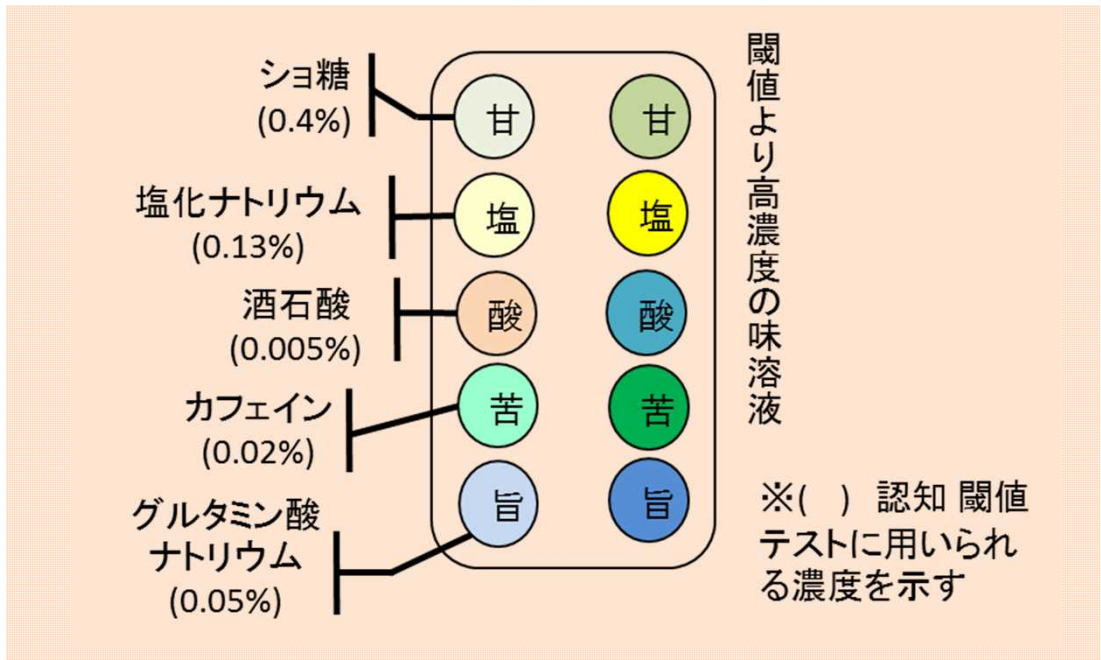 ショ糖
(0.4%)
塩化ナトリウム
(0.13%)
酒石酸
(0.005%)
カフェイン
(0.02%)
グルタミン酸
ナトリウム
(0.05%)
甘 甘
塩 塩
酸 酸
苦 苦
旨 旨
閾値より高濃度の味溶液
※( ) 認知 閾値
テストに用いられ
る濃度を示す